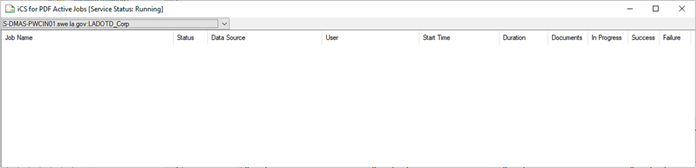 iCS for PDF Active Jobs [Service Status: Running]
S-DMAS-PWCIN01.swe.la.gov:LADOTD_Corp
Job Name Status Data Source User Start Time Duration Documents In Progress Success Failure